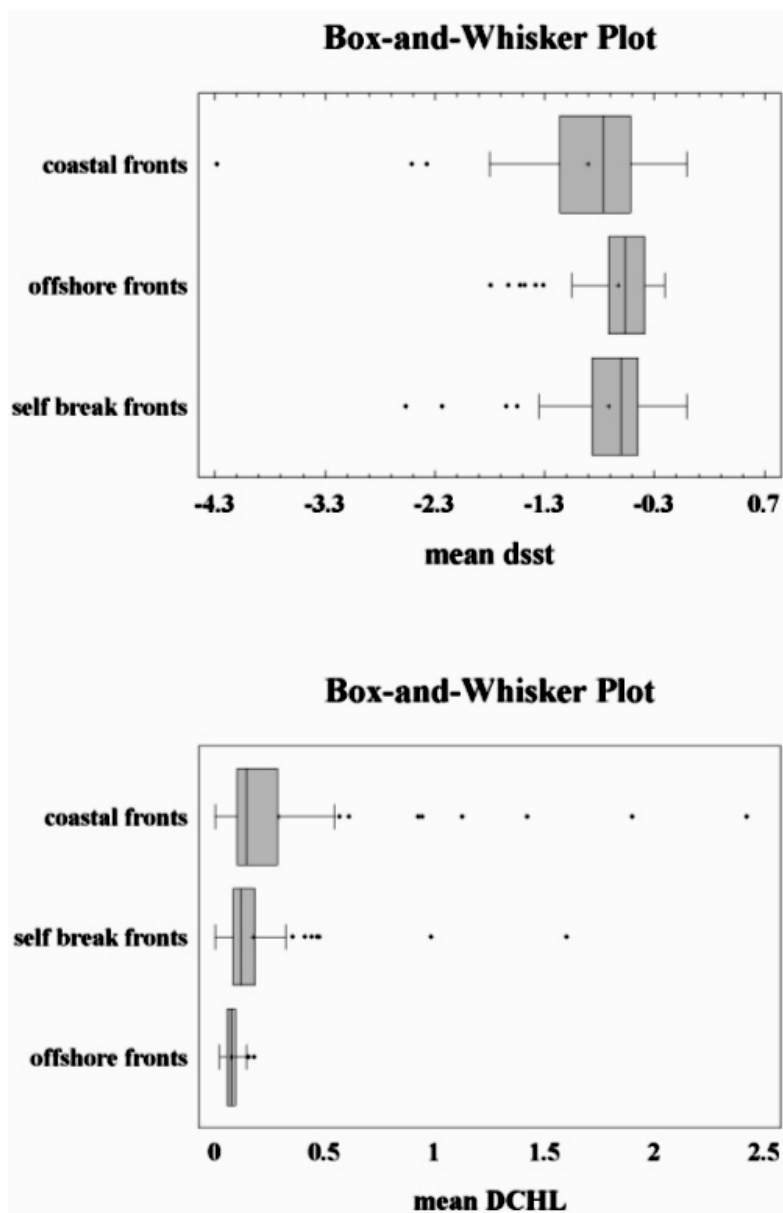 Box-and-Whisker Plot
coastal fronts
offshore fronts
self break fronts
-4.3 -3.3 -2.3 -1.3 -0.3 0.7
mean dsst
Box-and-Whisker Plot
coastal fronts
self break fronts
offshore fronts
0 0.5 1 1.5 2 2.5
mean DCHL